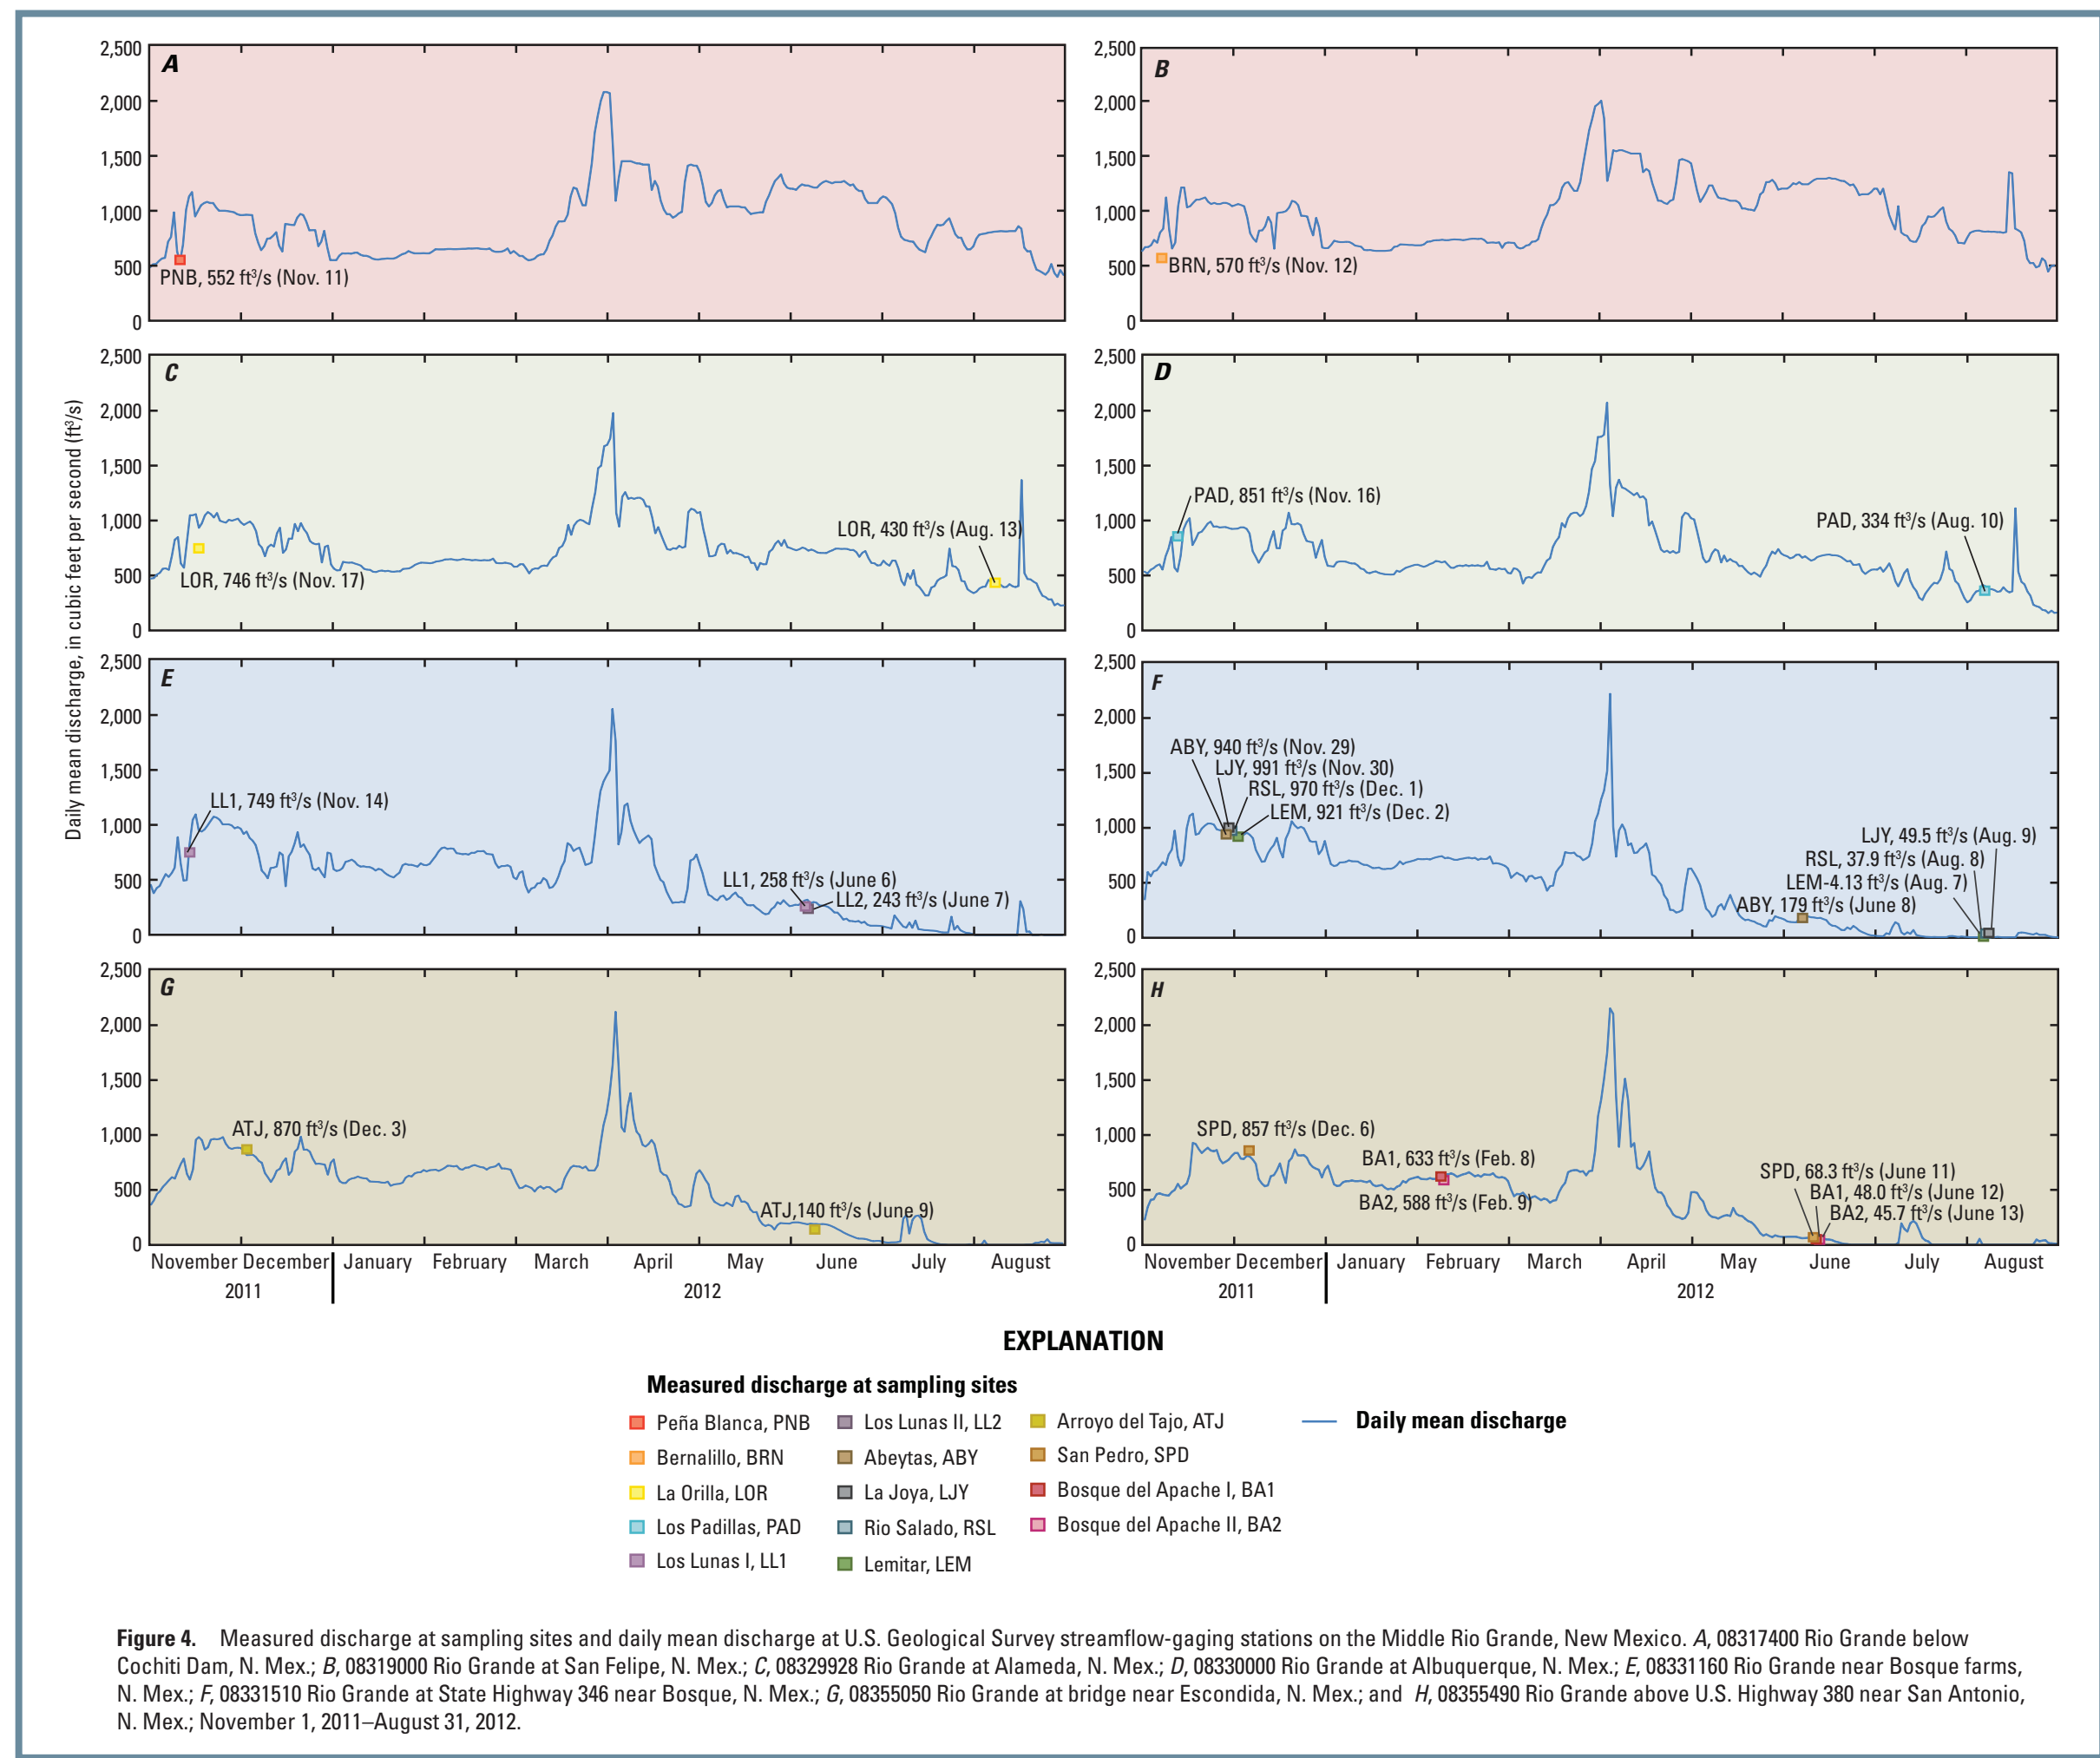 Daily mean discharge, in cubic feet per second (ft³/s)
A
2,500
2,000
1,500
1,000
500
0
PNB, 552 ft³/s (Nov. 11)
B
2,500
2,000
1,500
1,000
500
0
BRN, 570 ft³/s (Nov. 12)
C
2,500
2,000
1,500
1,000
500
0
LOR, 746 ft³/s (Nov. 17)
LOR, 430 ft³/s (Aug. 13)
D
2,500
2,000
1,500
1,000
500
0
PAD, 851 ft³/s (Nov. 16)
PAD, 334 ft³/s (Aug. 10)
E
2,500
2,000
1,500
1,000
500
0
LL1, 749 ft³/s (Nov. 14)
LL1, 258 ft³/s (June 6)
LL2, 243 ft³/s (June 7)
F
2,500
2,000
1,500
1,000
500
0
ABY, 940 ft³/s (Nov. 29)
LJY, 991 ft³/s (Nov. 30)
RSL, 970 ft³/s (Dec. 1)
LEM, 921 ft³/s (Dec. 2)
LJY, 49.5 ft³/s (Aug. 9)
RSL, 37.9 ft³/s (Aug. 8)
LEM-4.13 ft³/s (Aug. 7)
ABY, 179 ft³/s (June 8)
G
2,500
2,000
1,500
1,000
500
0
ATJ, 870 ft³/s (Dec. 3)
ATJ,140 ft³/s (June 9)
November December January February March April May June July August
2011 2012
H
2,500
2,000
1,500
1,000
500
0
SPD, 857 ft³/s (Dec. 6)
BA1, 633 ft³/s (Feb. 8)
BA2, 588 ft³/s (Feb. 9)
SPD, 68.3 ft³/s (June 11)
BA1, 48.0 ft³/s (June 12)
BA2, 45.7 ft³/s (June 13)
November December January February March April May June July August
2011 2012
EXPLANATION
Measured discharge at sampling sites
Peña Blanca, PNB
Bernalillo, BRN
La Orilla, LOR
Los Padillas, PAD
Los Lunas I, LL1
Los Lunas II, LL2
Abeytas, ABY
La Joya, LJY
Rio Salado, RSL
Lemitar, LEM
Arroyo del Tajo, ATJ
San Pedro, SPD
Bosque del Apache I, BA1
Bosque del Apache II, BA2
Daily mean discharge
Figure 4. Measured discharge at sampling sites and daily mean discharge at U.S. Geological Survey streamflow-gaging stations on the Middle Rio Grande, New Mexico. A, 08317400 Rio Grande below
Cochiti Dam, N. Mex.; B, 08319000 Rio Grande at San Felipe, N. Mex.; C, 08329928 Rio Grande at Alameda, N. Mex.; D, 08330000 Rio Grande at Albuquerque, N. Mex.; E, 08331160 Rio Grande near Bosque farms,
N. Mex.; F, 08331510 Rio Grande at State Highway 346 near Bosque, N. Mex.; G, 08355050 Rio Grande at bridge near Escondida, N. Mex.; and H, 08355490 Rio Grande above U.S. Highway 380 near San Antonio,
N. Mex.; November 1, 2011–August 31, 2012.